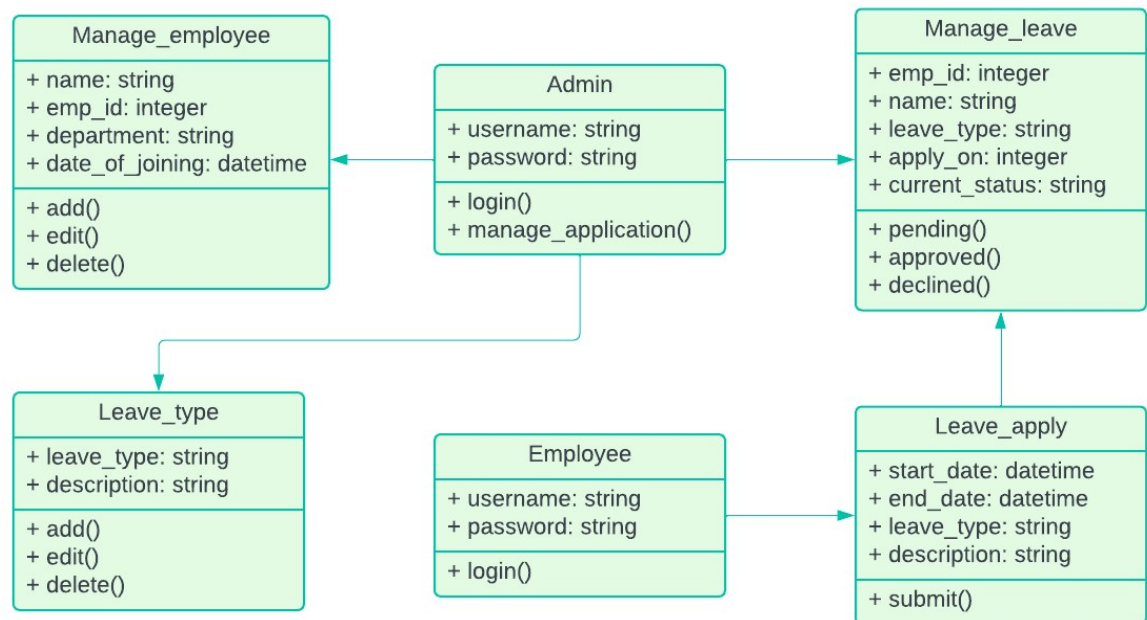 Manage_employee
+ name: string
+ emp_id: integer
+ department: string
+ date_of_joining: datetime
+ add()
+ edit()
+ delete()
Admin
+ username: string
+ password: string
+ login()
+ manage_application()
Manage_leave
+ emp_id: integer
+ name: string
+ leave_type: string
+ apply_on: integer
+ current_status: string
+ pending()
+ approved()
+ declined()
Leave_type
+ leave_type: string
+ description: string
+ add()
+ edit()
+ delete()
Employee
+ username: string
+ password: string
+ login()
Leave_apply
+ start_date: datetime
+ end_date: datetime
+ leave_type: string
+ description: string
+ submit()